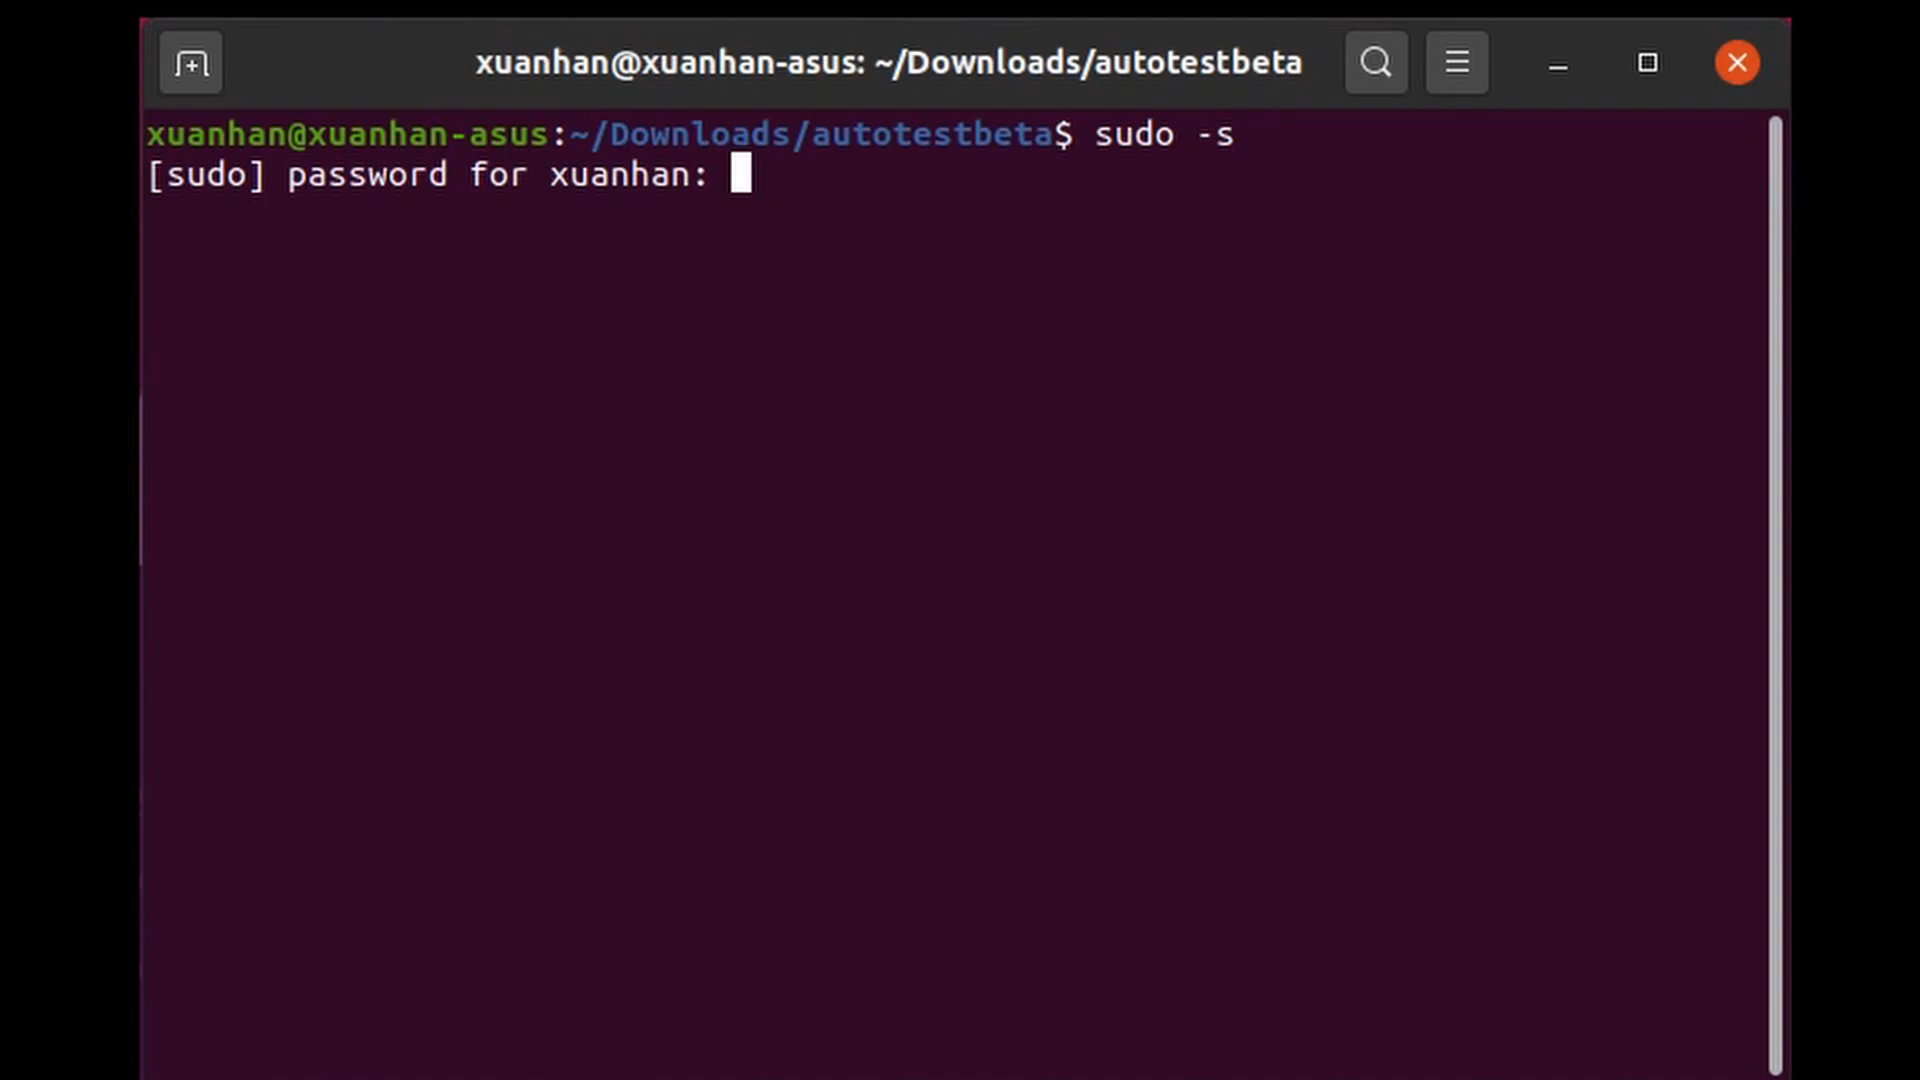 xuanhan@xuanhan-asus: ~/Downloads/autotestbeta
xuanhan@xuanhan-asus:~/Downloads/autotestbeta$ sudo -s
[sudo] password for xuanhan: